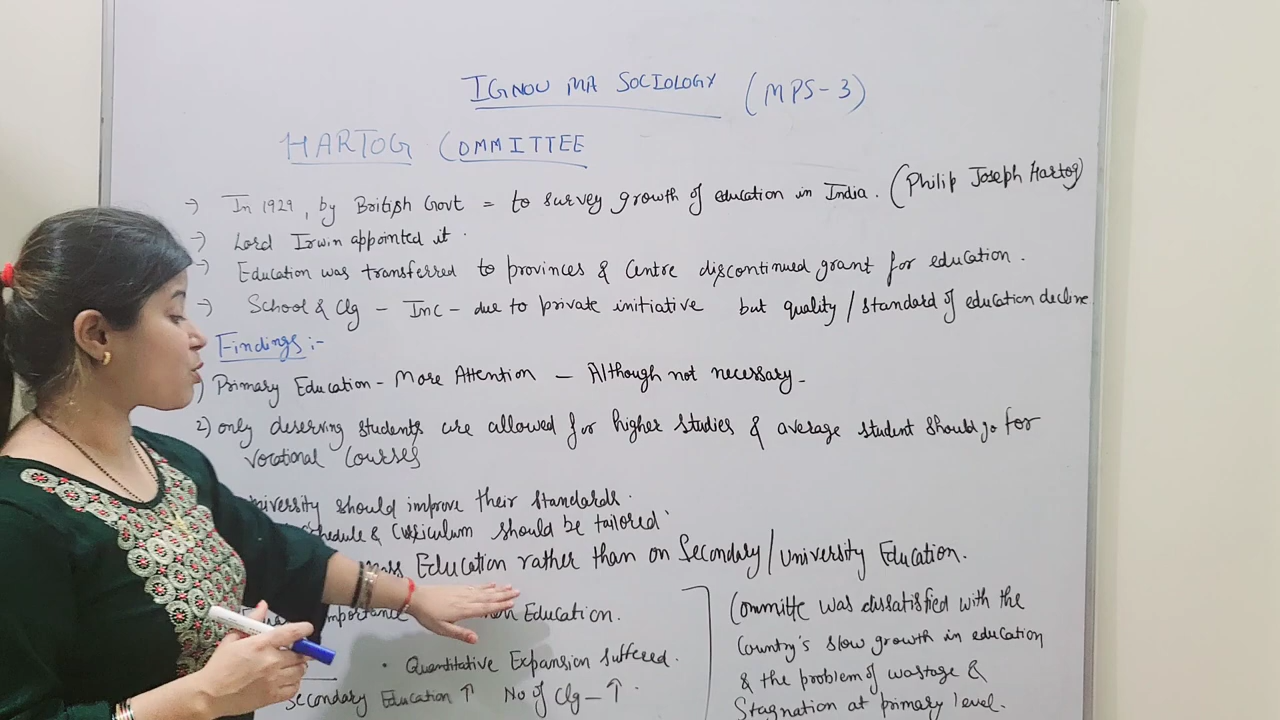 IGNOU MA SOCIOLOGY (MPS-3)
HARTOG COMMITTEE
→ In 1929, by British Govt = to survey growth of education in India. (Philip Joseph Hartog)
→ Lord Irwin appointed it.
→ Education was transferred to provinces & Centre discontinued grant for education.
→ School & Clg - Inc - due to private initiative but quality/standard of education decline
Findings:-
) Primary Education - More Attention - Although not necessary-
2) only deserving students are allowed for higher studies & average student should go for
vocational courses
University should improve their standards.
schedule & Curriculum should be tailored
mass Education rather than on Secondary/University Education.
importance Education.
• Quantitative Expansion suffered.
secondary Education ↑ No of Clg - ↑
Committe was dissatisfied with the
Country's slow growth in education
& the problem of wastage &
Stagnation at primary level.